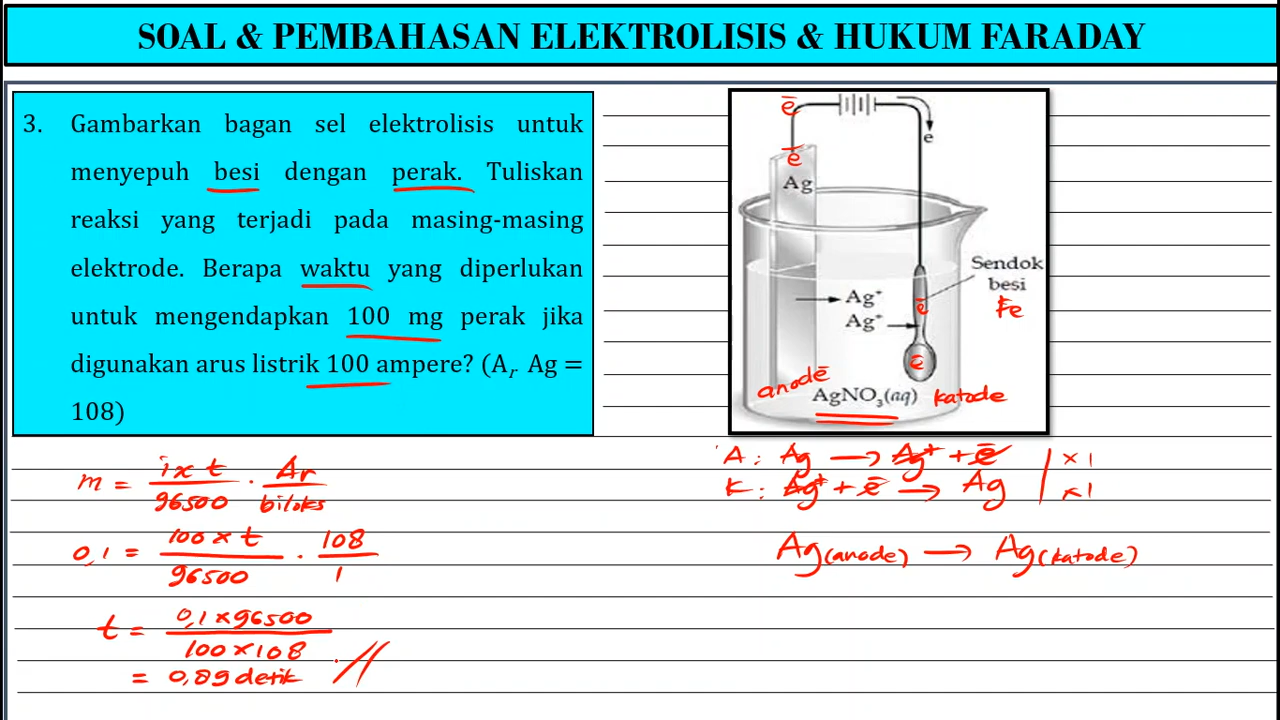 SOAL & PEMBAHASAN ELEKTROLISIS & HUKUM FARADAY
3. Gambarkan bagan sel elektrolisis untuk
menyepuh besi dengan perak. Tuliskan
reaksi yang terjadi pada masing-masing
elektrode. Berapa waktu yang diperlukan
untuk mengendapkan 100 mg perak jika
digunakan arus listrik 100 ampere? (Aᵣ Ag =
108)
ē
e
ē
Ag
Sendok
besi
Fe
Ag⁺
Ag⁺
ē
ē
anode
AgNO₃(aq)
katode
A : Ag → Ag⁺ + ē | × 1
K : Ag⁺ + ē → Ag | × 1
Ag(anode) → Ag(katode)
m = i × t / 96500 · Ar / biloks
0,1 = 100 × t / 96500 · 108 / 1
t = 0,1 × 96500 / 100 × 108
= 0,89 detik //